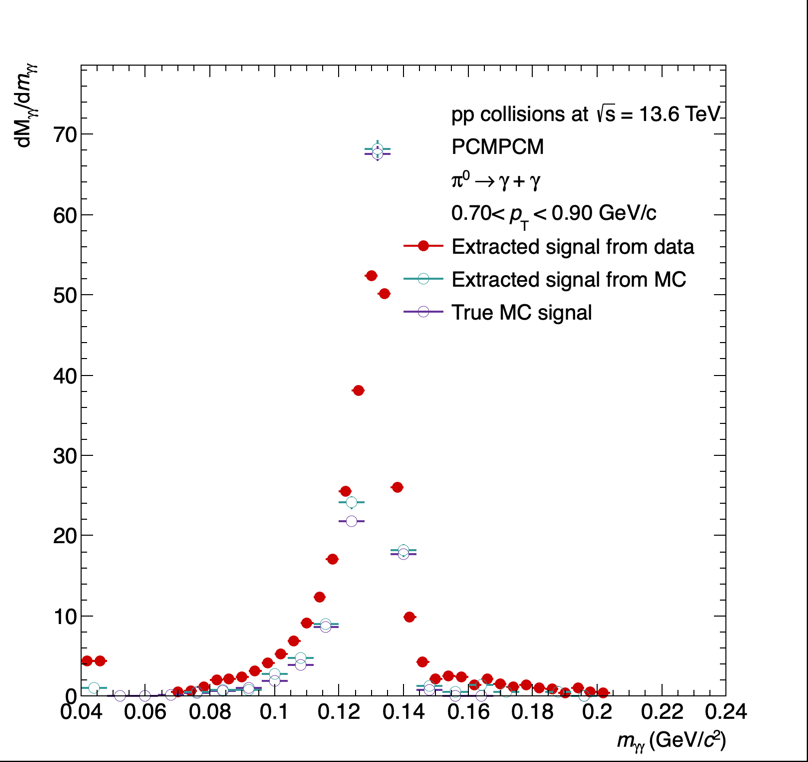 dM_γγ/dm_γγ
pp collisions at √s = 13.6 TeV
PCMPCM
π⁰ → γ + γ
0.70< p_T < 0.90 GeV/c
Extracted signal from data
Extracted signal from MC
True MC signal
70
60
50
40
30
20
10
0
0.04 0.06 0.08 0.1 0.12 0.14 0.16 0.18 0.2 0.22 0.24
m_γγ (GeV/c²)